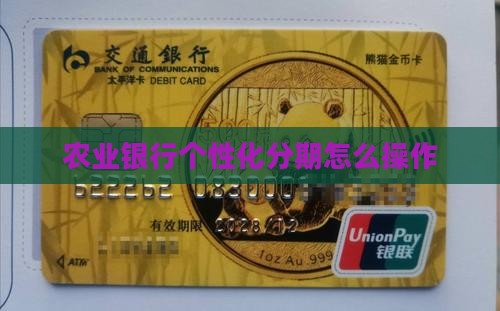 交通銀行
BANK OF COMMUNICATIONS
太平洋卡 DEBIT CARD
熊猫金币卡
农业银行个性化分期怎么操作
622262 083000
有效期限 2028/12
1oz Au .999
ATM
UnionPay
银联